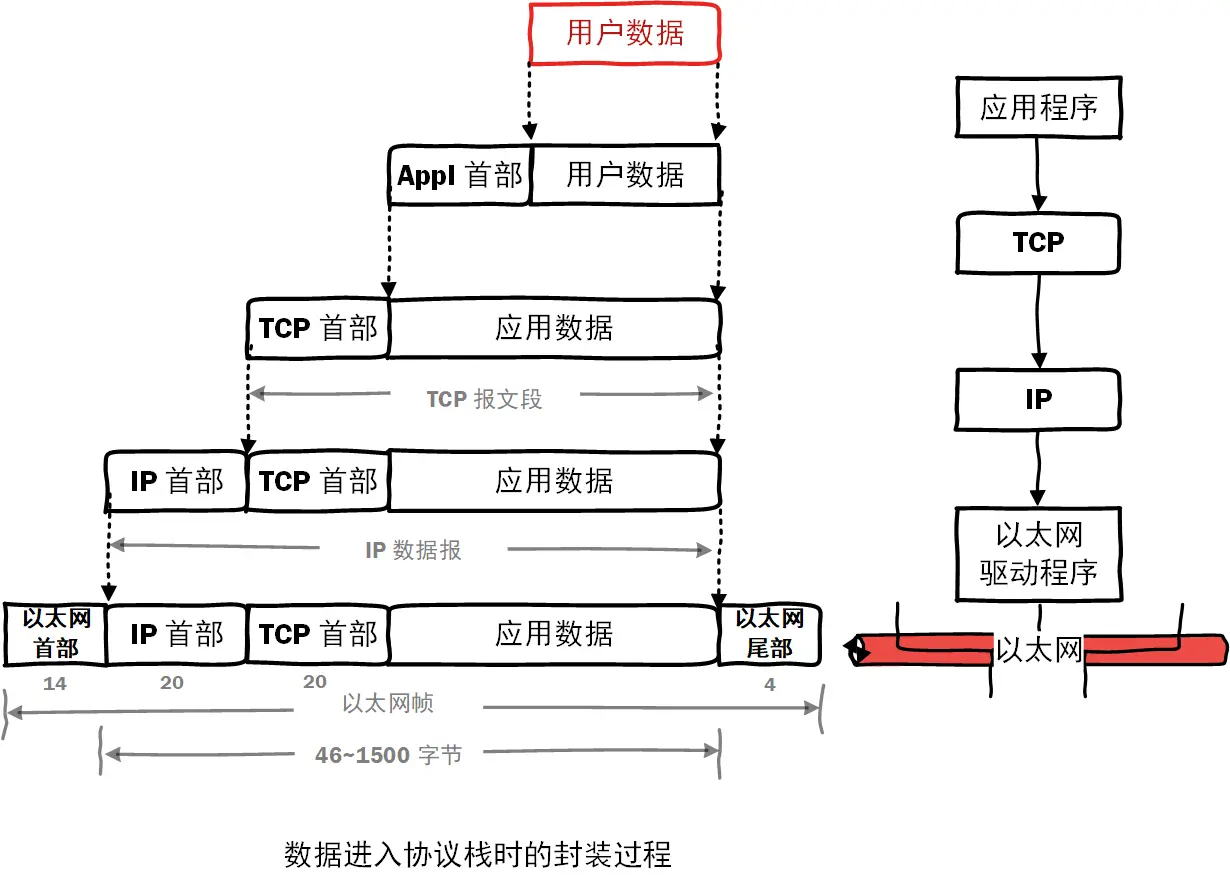 用户数据
应用程序
Appl 首部 用户数据
TCP
TCP 首部 应用数据
TCP 报文段
IP
IP 首部 TCP 首部 应用数据
IP 数据报
以太网
驱动程序
以太网
首部
IP 首部 TCP 首部 应用数据
以太网
尾部
以太网
14 20 20 4
以太网帧
46~1500 字节
数据进入协议栈时的封装过程